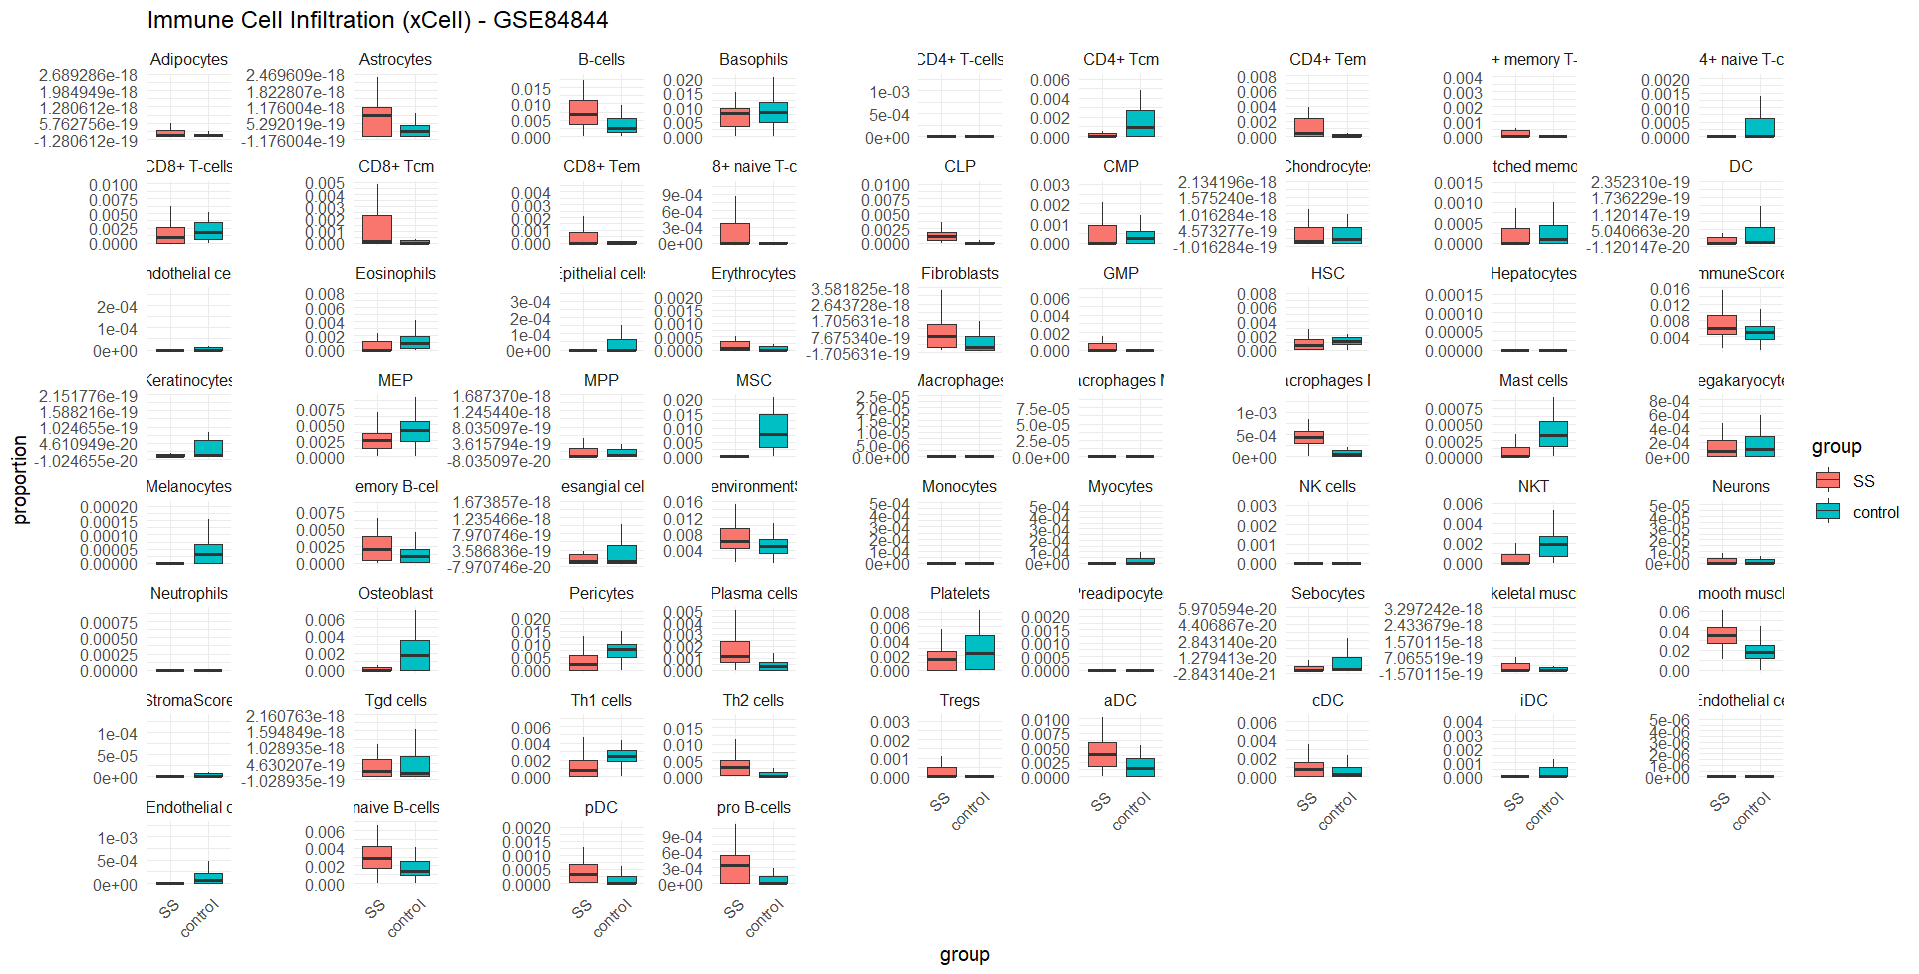 Immune Cell Infiltration (xCell) - GSE84844
Adipocytes Astrocytes B-cells Basophils CD4+ T-cells CD4+ Tcm CD4+ Tem + memory T- 4+ naive T-c
2.689286e-18 1.984949e-18 1.280612e-18 5.762756e-19 -1.280612e-19
2.469609e-18 1.822807e-18 1.176004e-18 5.292019e-19 -1.176004e-19
0.015 0.010 0.005 0.000
0.020 0.015 0.010 0.005 0.000
1e-03 5e-04 0e+00
0.006 0.004 0.002 0.000
0.008 0.006 0.004 0.002 0.000
0.004 0.003 0.002 0.001 0.000
0.0020 0.0015 0.0010 0.0005 0.0000
CD8+ T-cells CD8+ Tcm CD8+ Tem 8+ naive T-c CLP CMP Chondrocytes tched memo DC
0.0100 0.0075 0.0050 0.0025 0.0000
0.005 0.004 0.003 0.002 0.001 0.000
0.004 0.003 0.002 0.001 0.000
9e-04 6e-04 3e-04 0e+00
0.0100 0.0075 0.0050 0.0025 0.0000
0.003 0.002 0.001 0.000
2.134196e-18 1.575240e-18 1.016284e-18 4.573277e-19 -1.016284e-19
0.0015 0.0010 0.0005 0.0000
2.352310e-19 1.736229e-19 1.120147e-19 5.040663e-20 -1.120147e-20
ndothelial ce Eosinophils Epithelial cells Erythrocytes Fibroblasts GMP HSC Hepatocytes mmuneScore
2e-04 1e-04 0e+00
0.008 0.006 0.004 0.002 0.000
3e-04 2e-04 1e-04 0e+00
0.0020 0.0015 0.0010 0.0005 0.0000
3.581825e-18 2.643728e-18 1.705631e-18 7.675340e-19 -1.705631e-19
0.006 0.004 0.002 0.000
0.008 0.006 0.004 0.002 0.000
0.00015 0.00010 0.00005 0.00000
0.016 0.012 0.008 0.004
Keratinocytes MEP MPP MSC Macrophages acrophages M acrophages M Mast cells egakaryocyte
2.151776e-19 1.588216e-19 1.024655e-19 4.610949e-20 -1.024655e-20
0.0075 0.0050 0.0025 0.0000
1.687370e-18 1.245440e-18 8.035097e-19 3.615794e-19 -8.035097e-20
0.020 0.015 0.010 0.005 0.000
2.5e-05 2.0e-05 1.5e-05 1.0e-05 5.0e-06 0.0e+00
7.5e-05 5.0e-05 2.5e-05 0.0e+00
1e-03 5e-04 0e+00
0.00075 0.00050 0.00025 0.00000
8e-04 6e-04 4e-04 2e-04 0e+00
Melanocytes emory B-cel esangial cel environmentS Monocytes Myocytes NK cells NKT Neurons
0.00020 0.00015 0.00010 0.00005 0.00000
0.0075 0.0050 0.0025 0.0000
1.673857e-18 1.235466e-18 7.970746e-19 3.586836e-19 -7.970746e-20
0.016 0.012 0.008 0.004
5e-04 4e-04 3e-04 2e-04 1e-04 0e+00
5e-04 4e-04 3e-04 2e-04 1e-04 0e+00
0.003 0.002 0.001 0.000
0.006 0.004 0.002 0.000
5e-05 4e-05 3e-05 2e-05 1e-05 0e+00
Neutrophils Osteoblast Pericytes Plasma cells Platelets Preadipocyte Sebocytes keletal musc mooth muscl
0.00075 0.00050 0.00025 0.00000
0.006 0.004 0.002 0.000
0.020 0.015 0.010 0.005 0.000
0.005 0.004 0.003 0.002 0.001 0.000
0.008 0.006 0.004 0.002 0.000
0.0020 0.0015 0.0010 0.0005 0.0000
5.970594e-20 4.406867e-20 2.843140e-20 1.279413e-20 -2.843140e-21
3.297242e-18 2.433679e-18 1.570115e-18 7.065519e-19 -1.570115e-19
0.06 0.04 0.02 0.00
StromaScore Tgd cells Th1 cells Th2 cells Tregs aDC cDC iDC Endothelial ce
1e-04 5e-05 0e+00
2.160763e-18 1.594849e-18 1.028935e-18 4.630207e-19 -1.028935e-19
0.006 0.004 0.002 0.000
0.015 0.010 0.005 0.000
0.003 0.002 0.001 0.000
0.0100 0.0075 0.0050 0.0025 0.0000
0.006 0.004 0.002 0.000
0.004 0.003 0.002 0.001 0.000
5e-06 4e-06 3e-06 2e-06 1e-06 0e+00
SS control SS control SS control SS control SS control
Endothelial c naive B-cells pDC pro B-cells
1e-03 5e-04 0e+00
0.006 0.004 0.002 0.000
0.0020 0.0015 0.0010 0.0005 0.0000
9e-04 6e-04 3e-04 0e+00
SS control SS control SS control SS control
group
proportion
group
SS
control